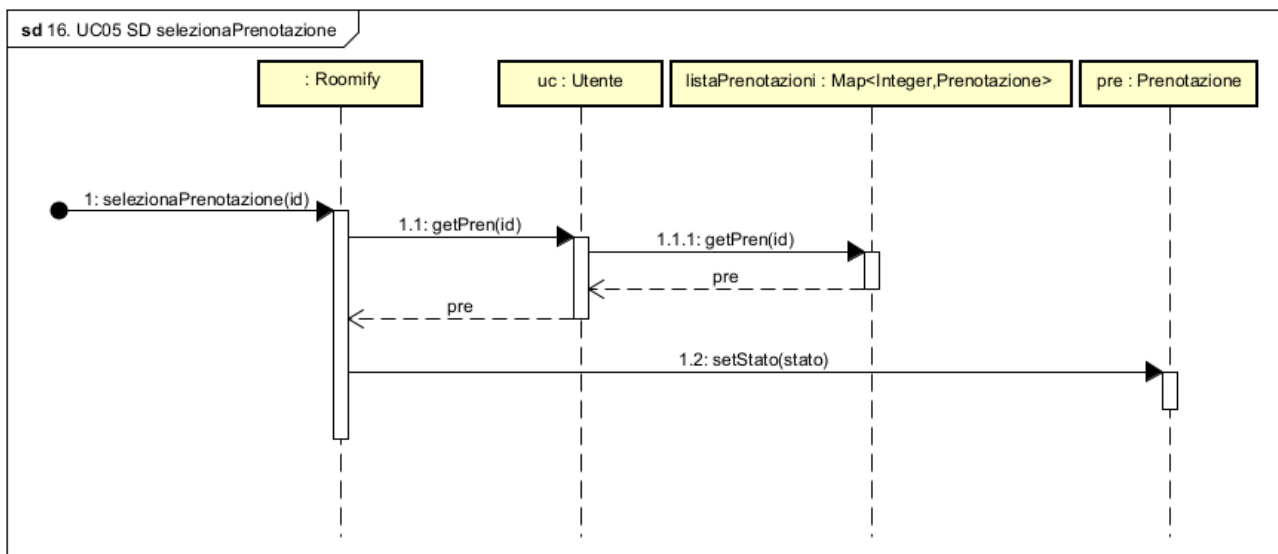 sd 16. UC05 SD selezionaPrenotazione
: Roomify
uc : Utente
listaPrenotazioni : Map<Integer,Prenotazione>
pre : Prenotazione
1: selezionaPrenotazione(id)
1.1: getPren(id)
1.1.1: getPren(id)
pre
pre
1.2: setStato(stato)